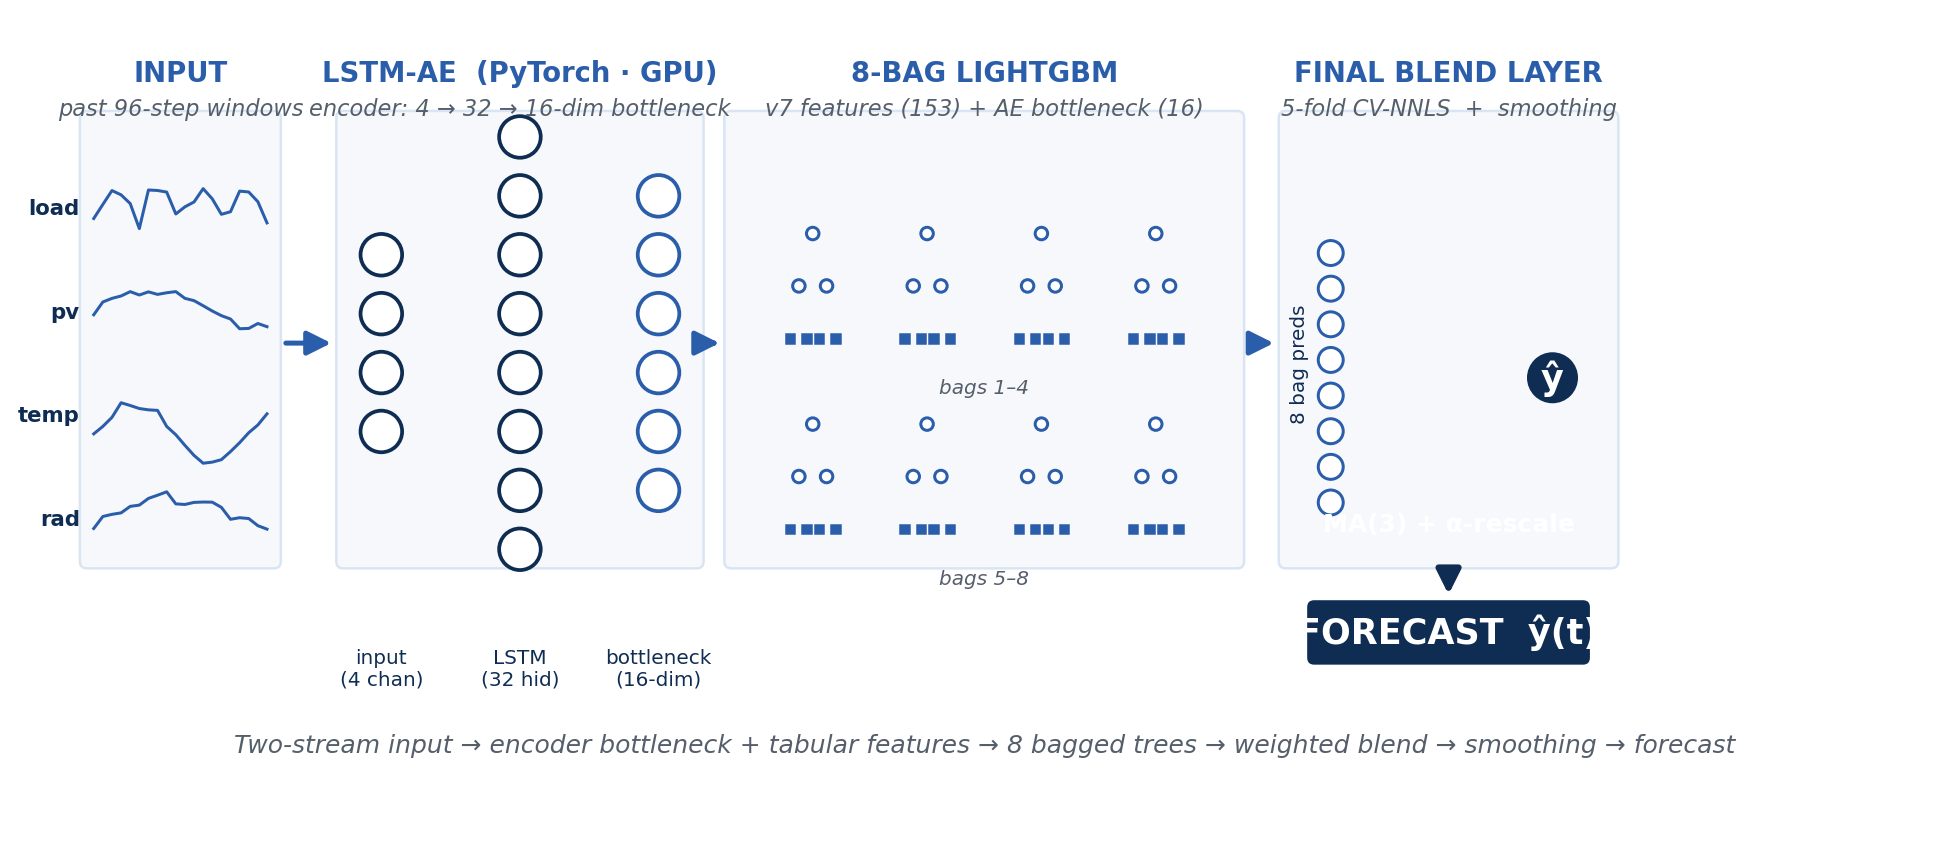 INPUT
past 96-step windows
load
pv
temp
rad
LSTM-AE (PyTorch · GPU)
encoder: 4 → 32 → 16-dim bottleneck
input
(4 chan)
LSTM
(32 hid)
bottleneck
(16-dim)
8-BAG LIGHTGBM
v7 features (153) + AE bottleneck (16)
bags 1–4
bags 5–8
FINAL BLEND LAYER
5-fold CV-NNLS + smoothing
8 bag preds
ŷ
MA(3) + α-rescale
FORECAST ŷ(t)
Two-stream input → encoder bottleneck + tabular features → 8 bagged trees → weighted blend → smoothing → forecast